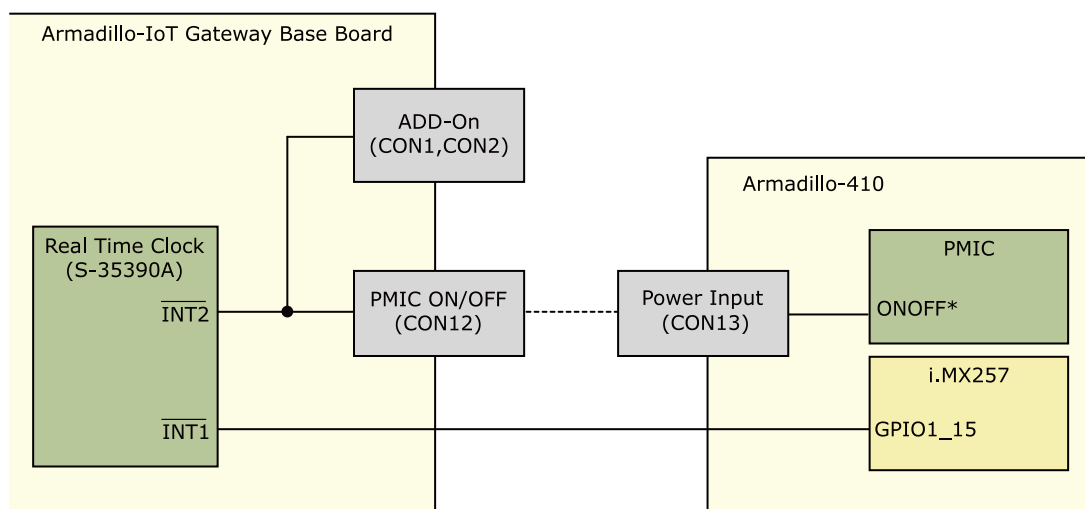 Armadillo-IoT Gateway Base Board
ADD-On
(CON1,CON2)
Armadillo-410
Real Time Clock
(S-35390A)
INT2
INT1
PMIC ON/OFF
(CON12)
Power Input
(CON13)
PMIC
ONOFF*
i.MX257
GPIO1_15